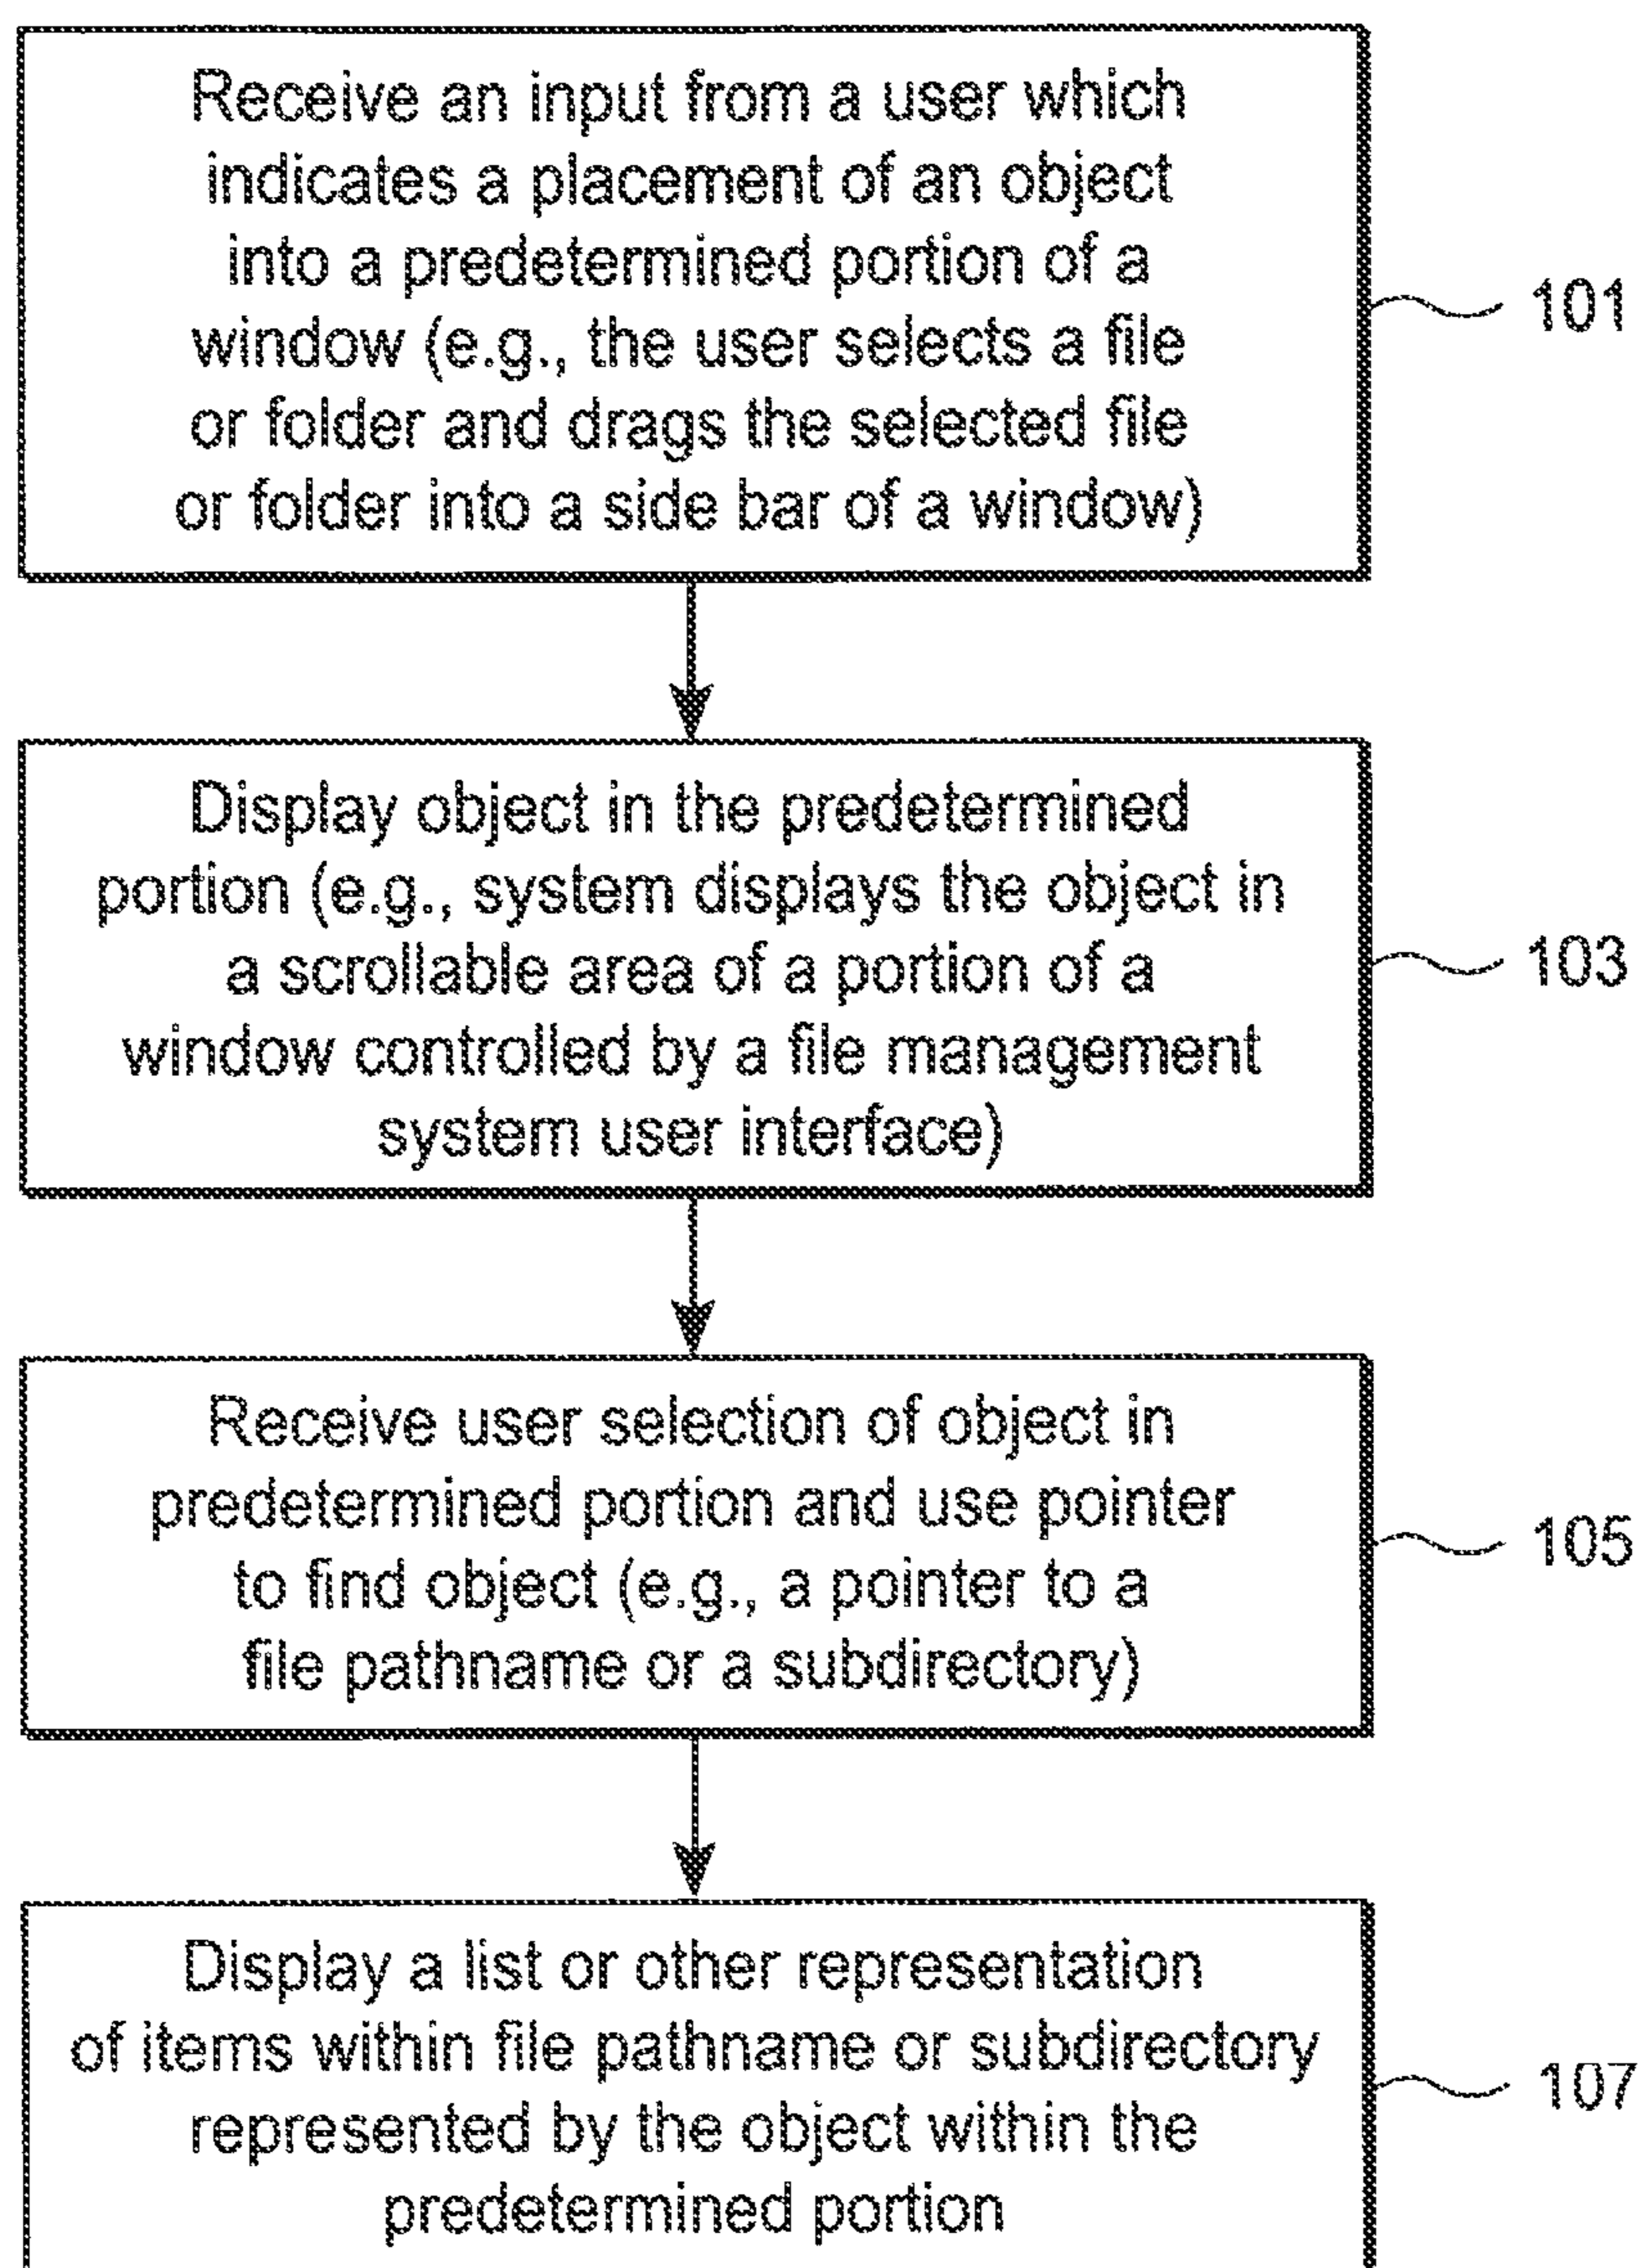 Receive an input from a user which
indicates a placement of an object
into a predetermined portion of a
window (e.g., the user selects a file
or folder and drags the selected file
or folder into a side bar of a window)
101
Display object in the predetermined
portion (e.g., system displays the object in
a scrollable area of a portion of a
window controlled by a file management
system user interface)
103
Receive user selection of object in
predetermined portion and use pointer
to find object (e.g., a pointer to a
file pathname or a subdirectory)
105
Display a list or other representation
of items within file pathname or subdirectory
represented by the object within the
predetermined portion
107